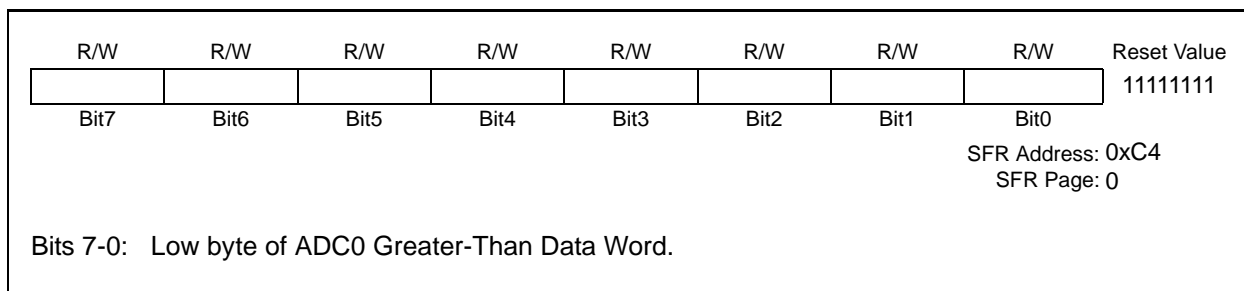 R/W R/W R/W R/W R/W R/W R/W R/W Reset Value
11111111
Bit7 Bit6 Bit5 Bit4 Bit3 Bit2 Bit1 Bit0
SFR Address: 0xC4
SFR Page: 0
Bits 7-0: Low byte of ADC0 Greater-Than Data Word.